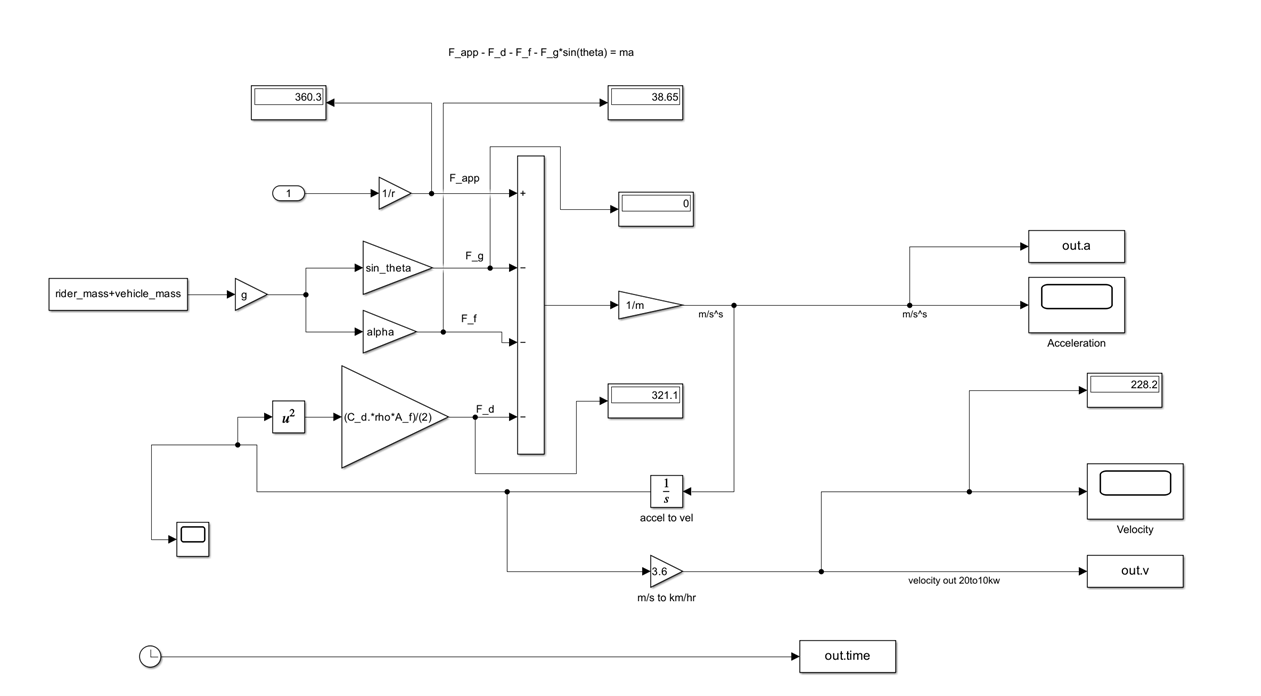 F_app - F_d - F_f - F_g*sin(theta) = ma
360.3
38.65
1
1/r
F_app
+
0
rider_mass+vehicle_mass
g
sin_theta
F_g
−
alpha
F_f
−
1/m
m/s^s
m/s^s
out.a
Acceleration
u²
(C_d.*rho*A_f)/(2)
F_d
−
321.1
228.2
1
s
accel to vel
Velocity
3.6
m/s to km/hr
velocity out 20to10kw
out.v
out.time